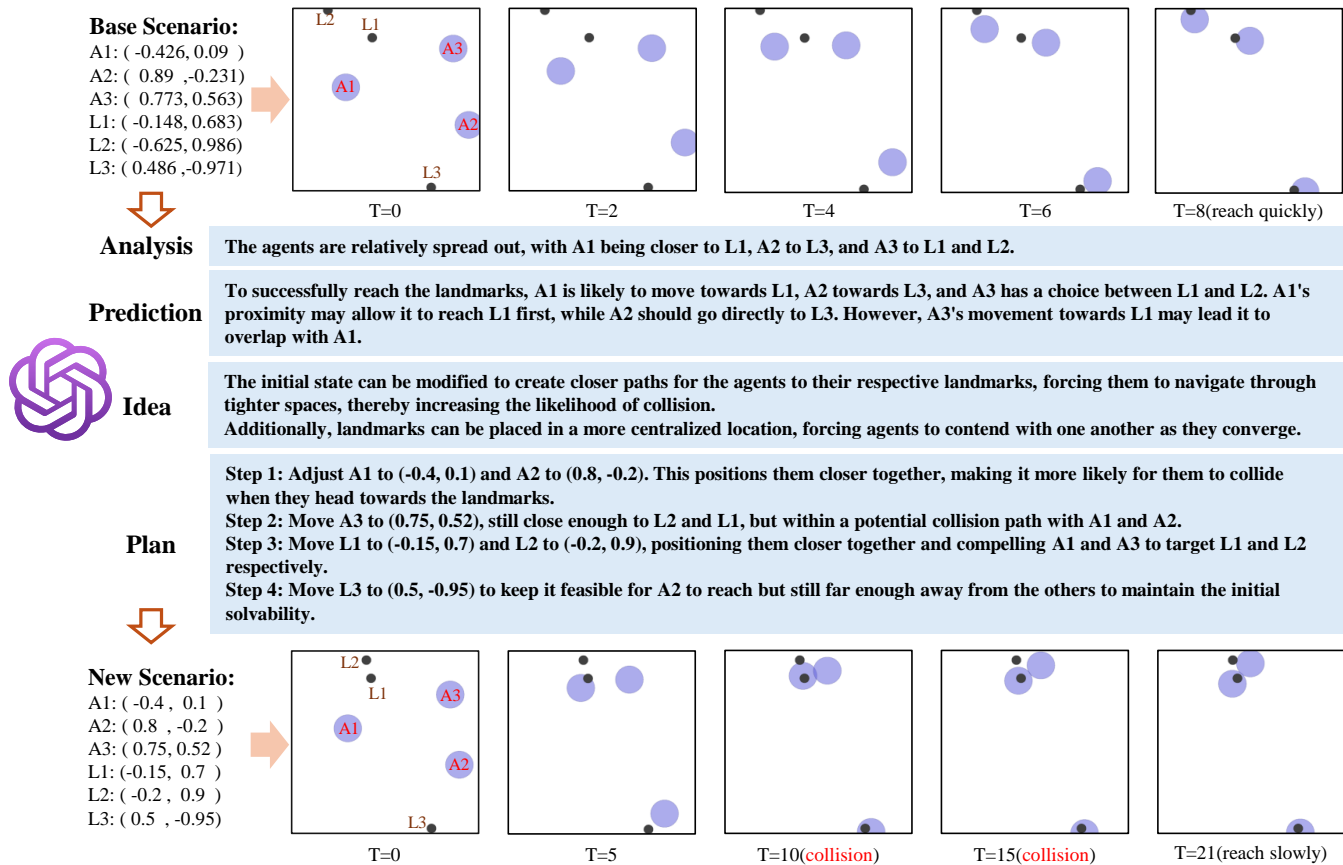 Base Scenario:
A1: ( -0.426, 0.09 )
A2: ( 0.89 ,-0.231)
A3: ( 0.773, 0.563)
L1: ( -0.148, 0.683)
L2: ( -0.625, 0.986)
L3: ( 0.486 ,-0.971)
L2
L1
A3
A1
A2
L3
T=0
T=2
T=4
T=6
T=8(reach quickly)
Analysis
The agents are relatively spread out, with A1 being closer to L1, A2 to L3, and A3 to L1 and L2.
Prediction
To successfully reach the landmarks, A1 is likely to move towards L1, A2 towards L3, and A3 has a choice between L1 and L2. A1's
proximity may allow it to reach L1 first, while A2 should go directly to L3. However, A3's movement towards L1 may lead it to
overlap with A1.
Idea
The initial state can be modified to create closer paths for the agents to their respective landmarks, forcing them to navigate through
tighter spaces, thereby increasing the likelihood of collision.
Additionally, landmarks can be placed in a more centralized location, forcing agents to contend with one another as they converge.
Plan
Step 1: Adjust A1 to (-0.4, 0.1) and A2 to (0.8, -0.2). This positions them closer together, making it more likely for them to collide
when they head towards the landmarks.
Step 2: Move A3 to (0.75, 0.52), still close enough to L2 and L1, but within a potential collision path with A1 and A2.
Step 3: Move L1 to (-0.15, 0.7) and L2 to (-0.2, 0.9), positioning them closer together and compelling A1 and A3 to target L1 and L2
respectively.
Step 4: Move L3 to (0.5, -0.95) to keep it feasible for A2 to reach but still far enough away from the others to maintain the initial
solvability.
New Scenario:
A1: ( -0.4 , 0.1 )
A2: ( 0.8 , -0.2 )
A3: ( 0.75, 0.52 )
L1: (-0.15, 0.7 )
L2: (-0.2 , 0.9 )
L3: ( 0.5 , -0.95)
L2
L1
A3
A1
A2
L3
T=0
T=5
T=10(collision)
T=15(collision)
T=21(reach slowly)